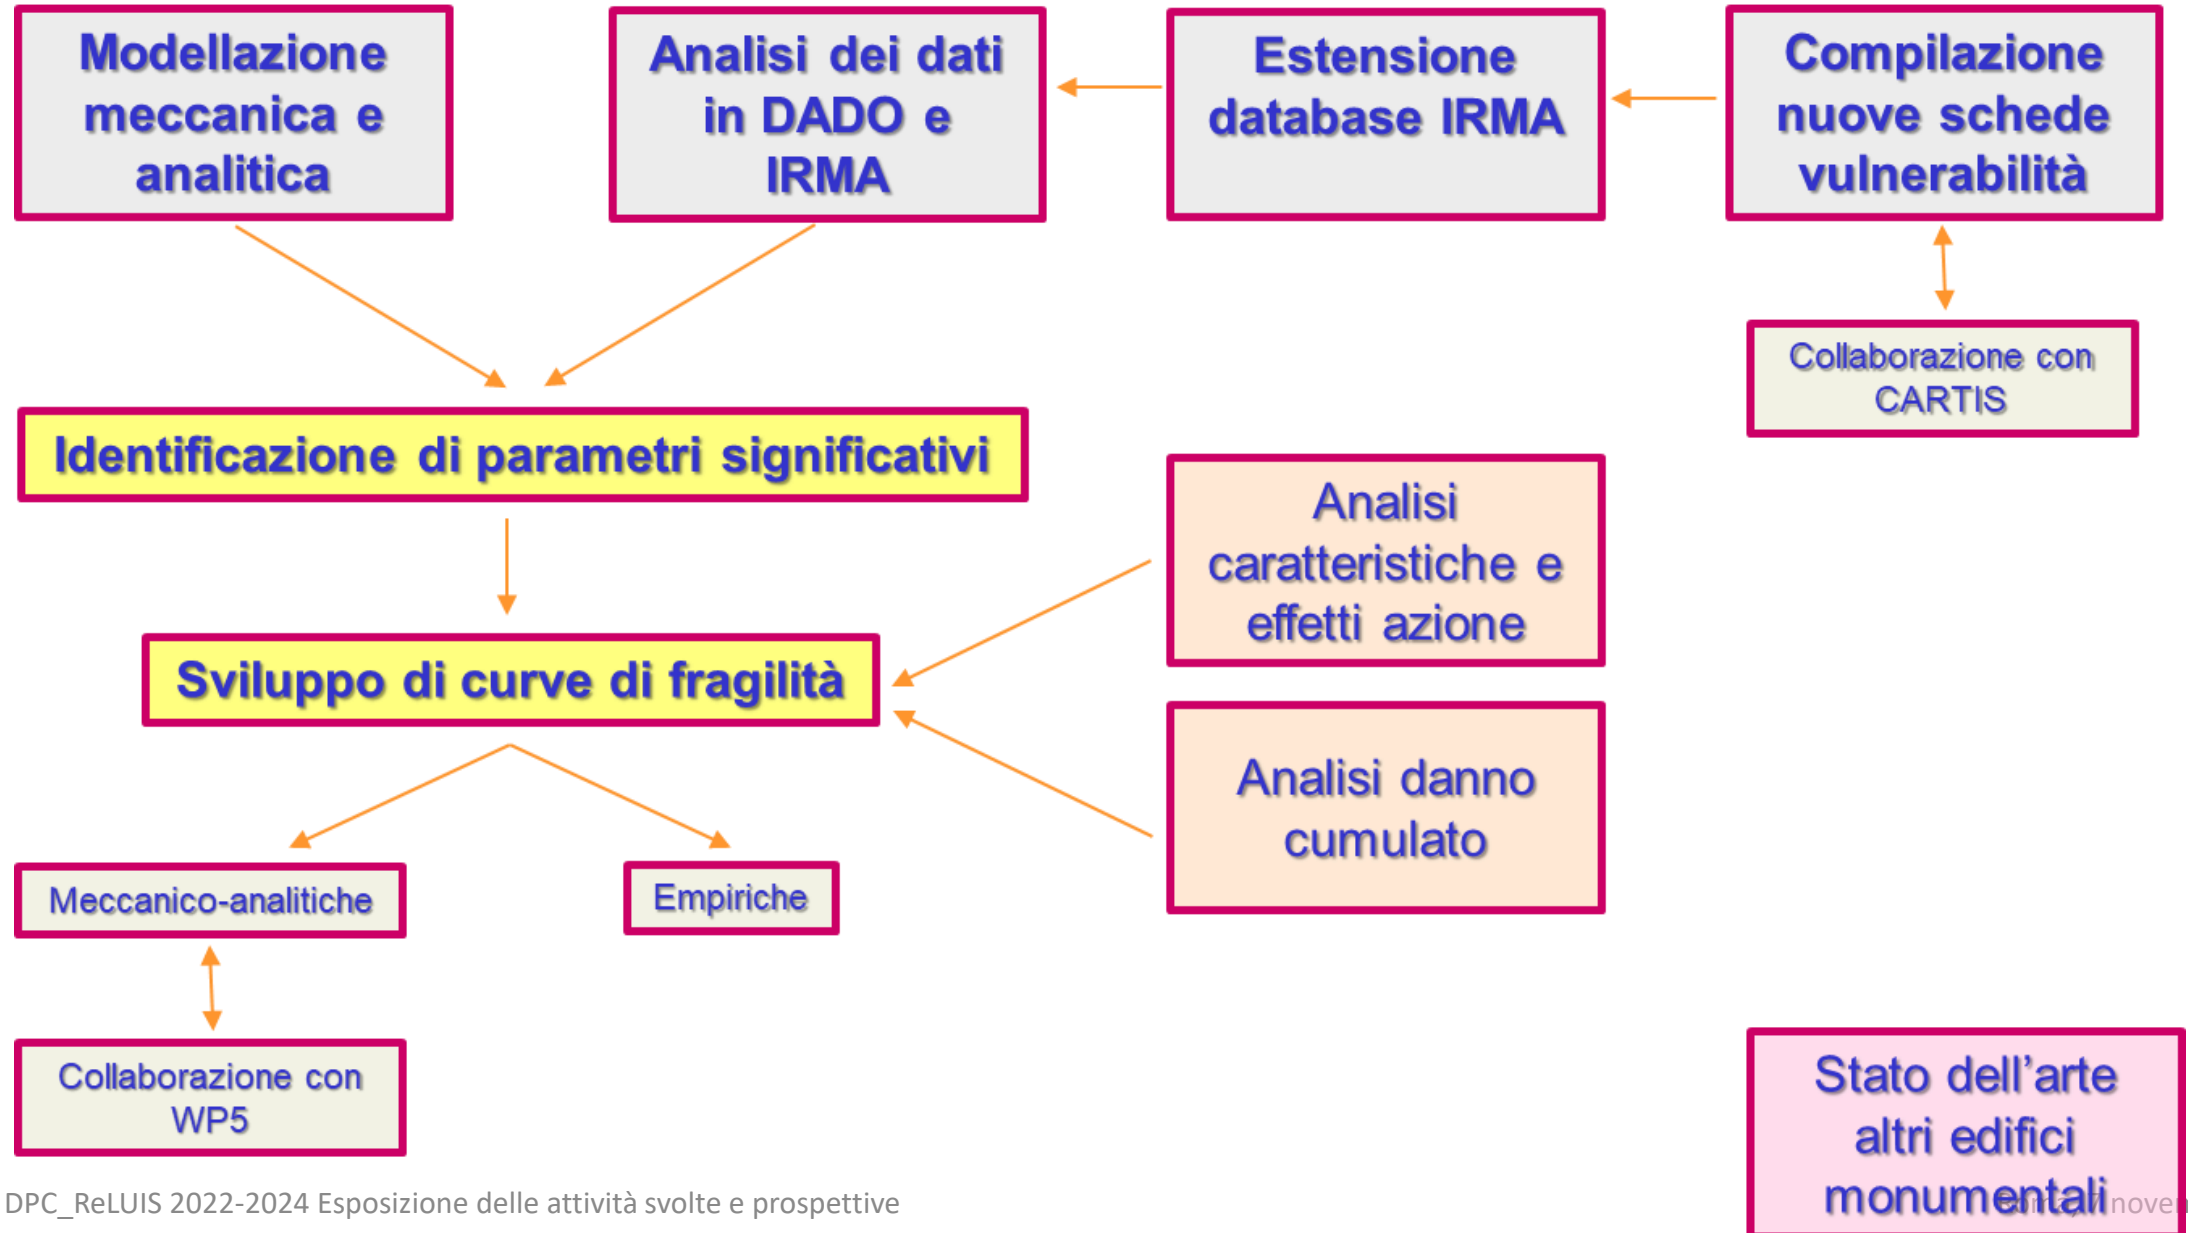 Modellazione
meccanica e
analitica
Analisi dei dati
in DADO e
IRMA
Estensione
database IRMA
Compilazione
nuove schede
vulnerabilità
Collaborazione con
CARTIS
Identificazione di parametri significativi
Analisi
caratteristiche e
effetti azione
Sviluppo di curve di fragilità
Analisi danno
cumulato
Meccanico-analitiche
Empiriche
Collaborazione con
WP5
Stato dell'arte
altri edifici
monumentali
DPC_ReLUIS 2022-2024 Esposizione delle attività svolte e prospettive